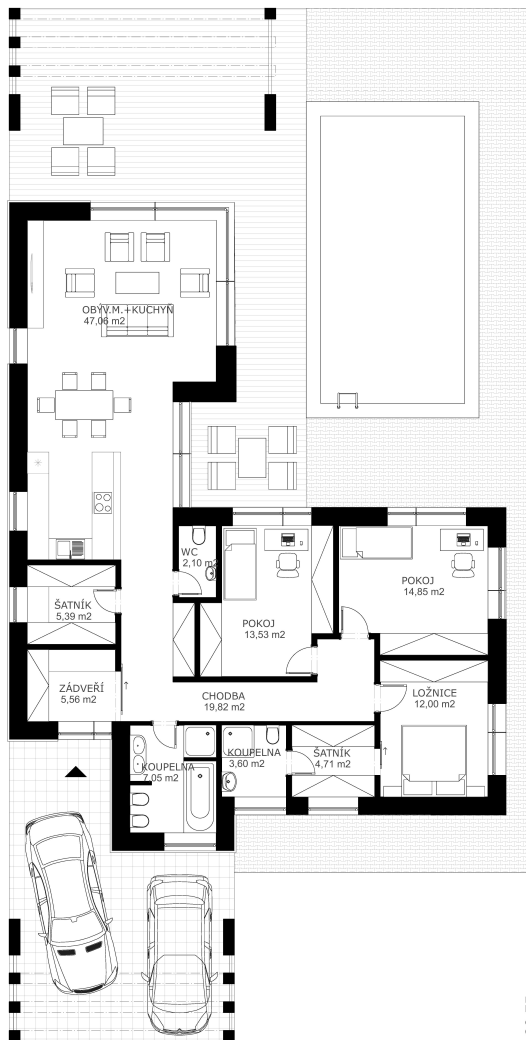 OBÝV.M.+KUCHYŇ
47,06 m2
WC
2,10 m
POKOJ
14,85 m2
ŠATNÍK
5,39 m2
POKOJ
13,53 m2
ZÁDVEŘÍ
5,56 m2
CHODBA
19,82 m2
LOŽNICE
12,00 m2
KOUPELNA
7,05 m2
KOUPELNA
3,60 m2
ŠATNÍK
4,71 m2